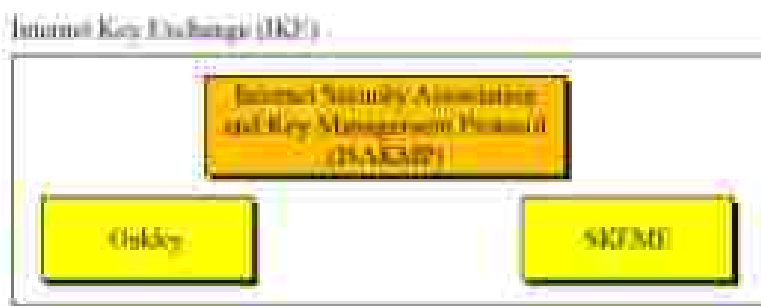 Internet Key Exchange (IKE)
Internet Security Association
and Key Management Protocol
(ISAKMP)
Oakley
SKEME